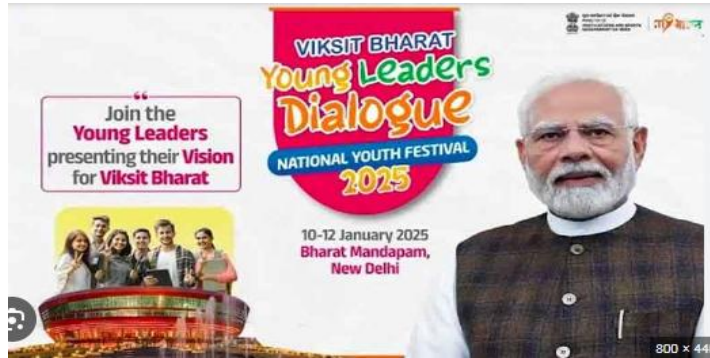 VIKSIT BHARAT
Young Leaders
Dialogue
NATIONAL YOUTH FESTIVAL
2025
“
Join the
Young Leaders
presenting their Vision
for Viksit Bharat
10-12 January 2025
Bharat Mandapam,
New Delhi
800 × 44